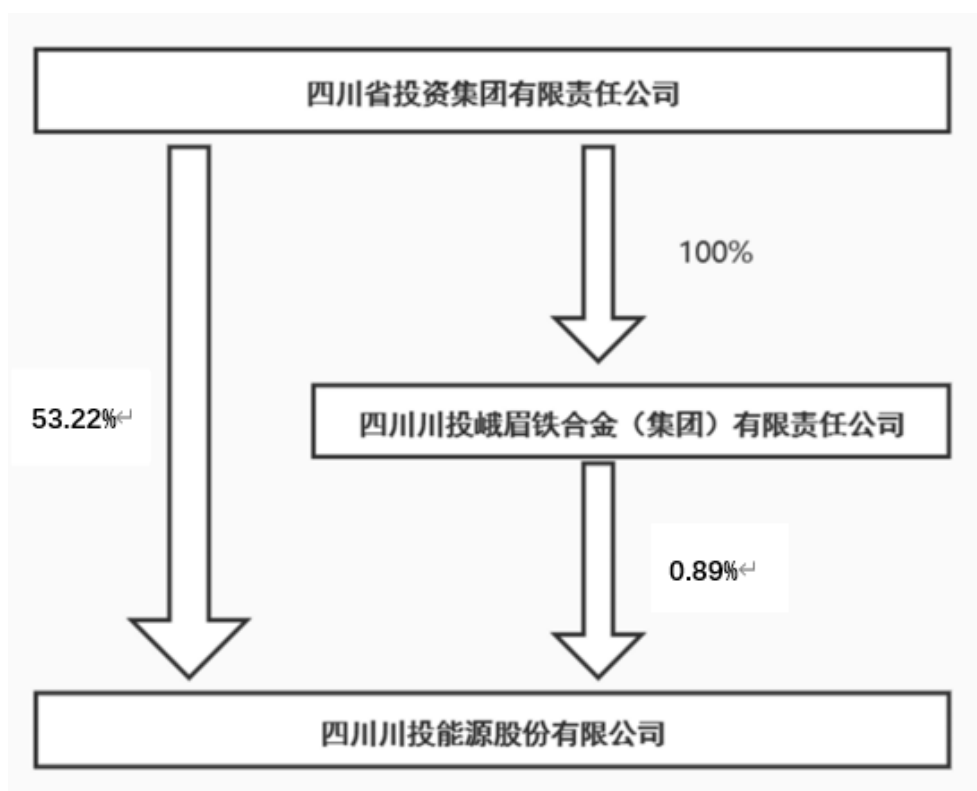 四川省投资集团有限责任公司
100%
53.22%↵
四川川投峨眉铁合金（集团）有限责任公司
0.89%↵
四川川投能源股份有限公司